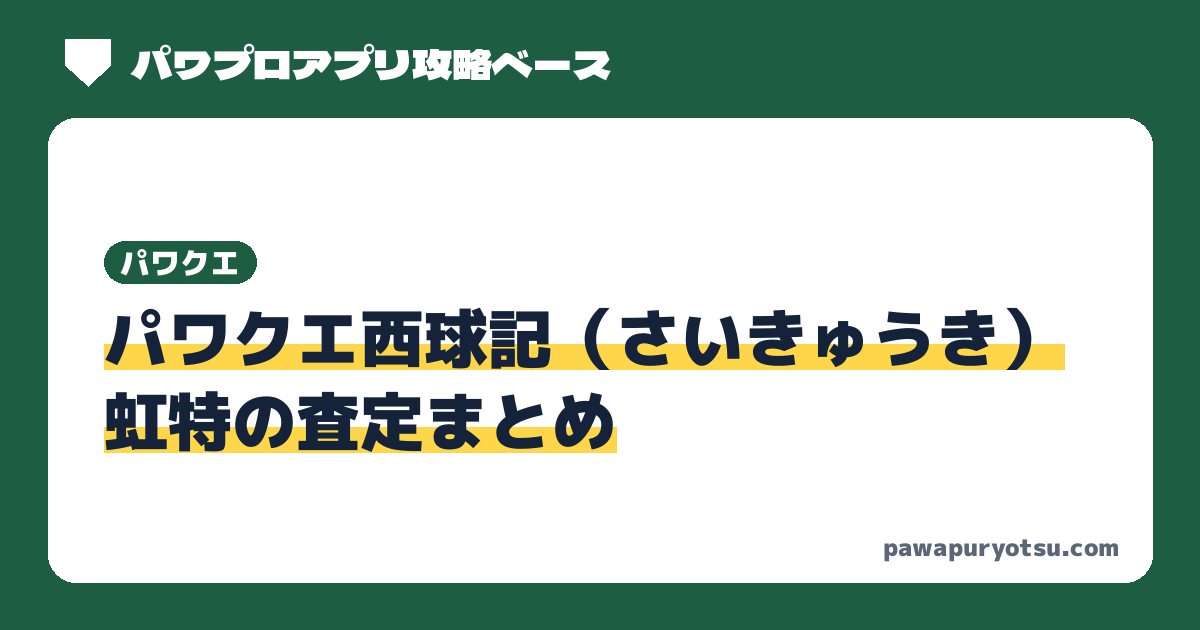 パワプロアプリ攻略ベース
パワクエ
パワクエ西球記（さいきゅうき）
虹特の査定まとめ
pawapuryotsu.com